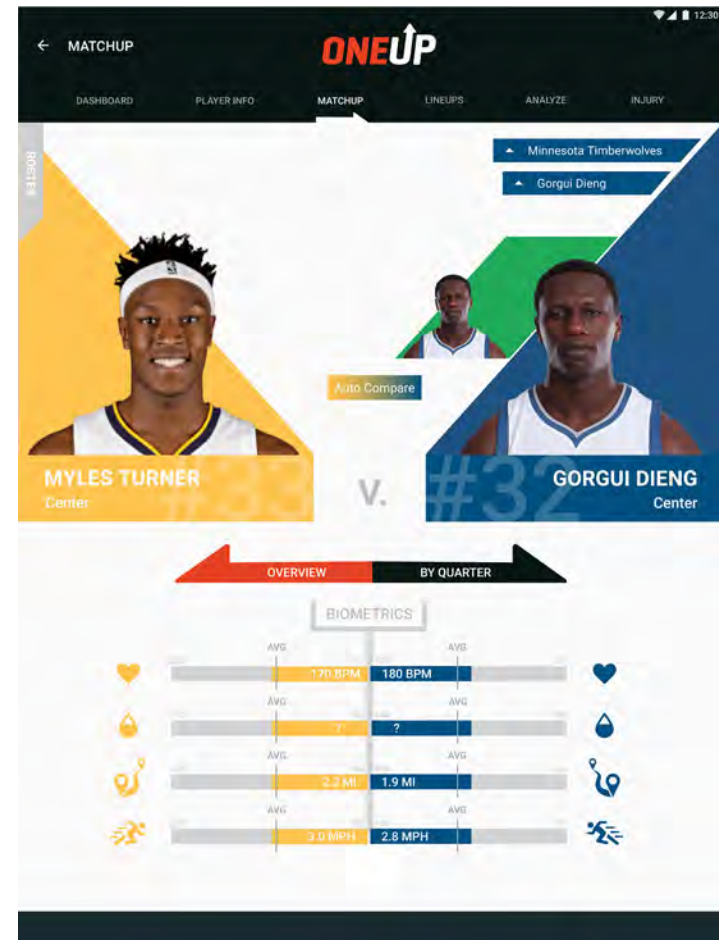 12:30
MATCHUP
ONEUP
DASHBOARD PLAYER INFO MATCHUP LINEUPS ANALYZE INJURY
ROSTER
Minnesota Timberwolves
Gorgui Dieng
Auto Compare
#33
MYLES TURNER
Center
V.
#32
GORGUI DIENG
Center
OVERVIEW BY QUARTER
BIOMETRICS
AVG AVG
170 BPM 180 BPM
AVG AVG
? ?
AVG AVG
2.2 MI 1.9 MI
AVG AVG
3.0 MPH 2.8 MPH